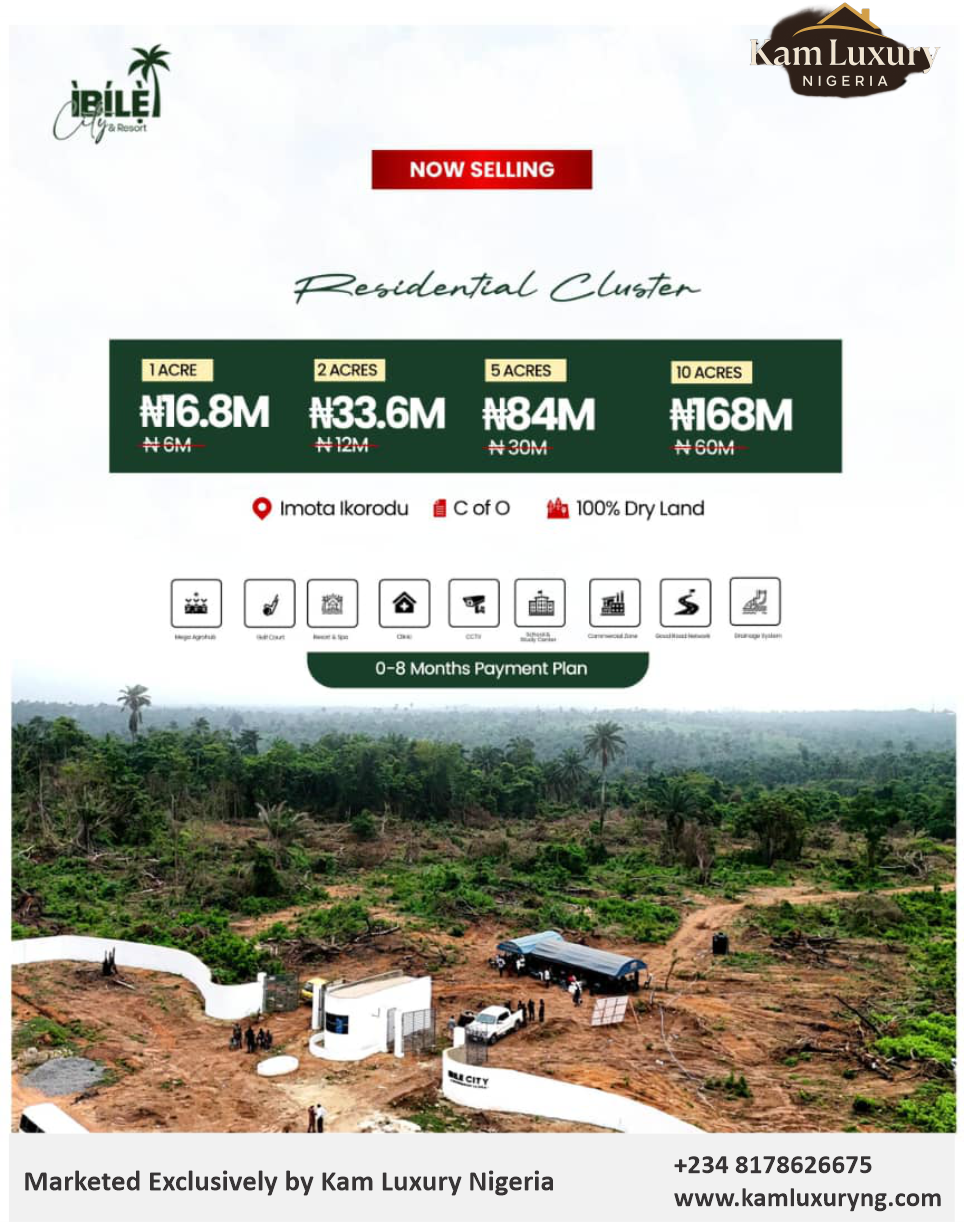 Kam Luxury
NIGERIA
ÌBÍLẸ̀
City & Resort
NOW SELLING
Residential Cluster
1 ACRE
₦16.8M
₦6M
2 ACRES
₦33.6M
₦12M
5 ACRES
₦84M
₦30M
10 ACRES
₦168M
₦60M
Imota Ikorodu
C of O
100% Dry Land
Mega Agrohub
Golf Court
Resort & Spa
Clinic
CCTV
School &
Study Center
Commercial Zone
Good Road Network
Drainage System
0-8 Months Payment Plan
CITY
Marketed Exclusively by Kam Luxury Nigeria
+234 8178626675
www.kamluxuryng.com